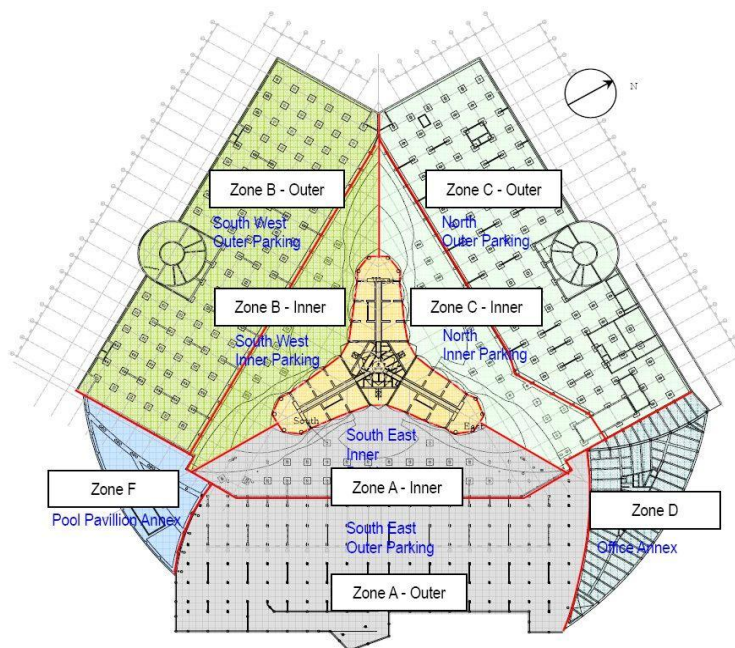 N
Zone B - Outer
Zone C - Outer
South West
Outer Parking
North
Outer Parking
Zone B - Inner
Zone C - Inner
South West
Inner Parking
North
Inner Parking
South
East
South East
Inner
Zone A - Inner
Zone F
Pool Pavillion Annex
Zone D
Office Annex
South East
Outer Parking
Zone A - Outer